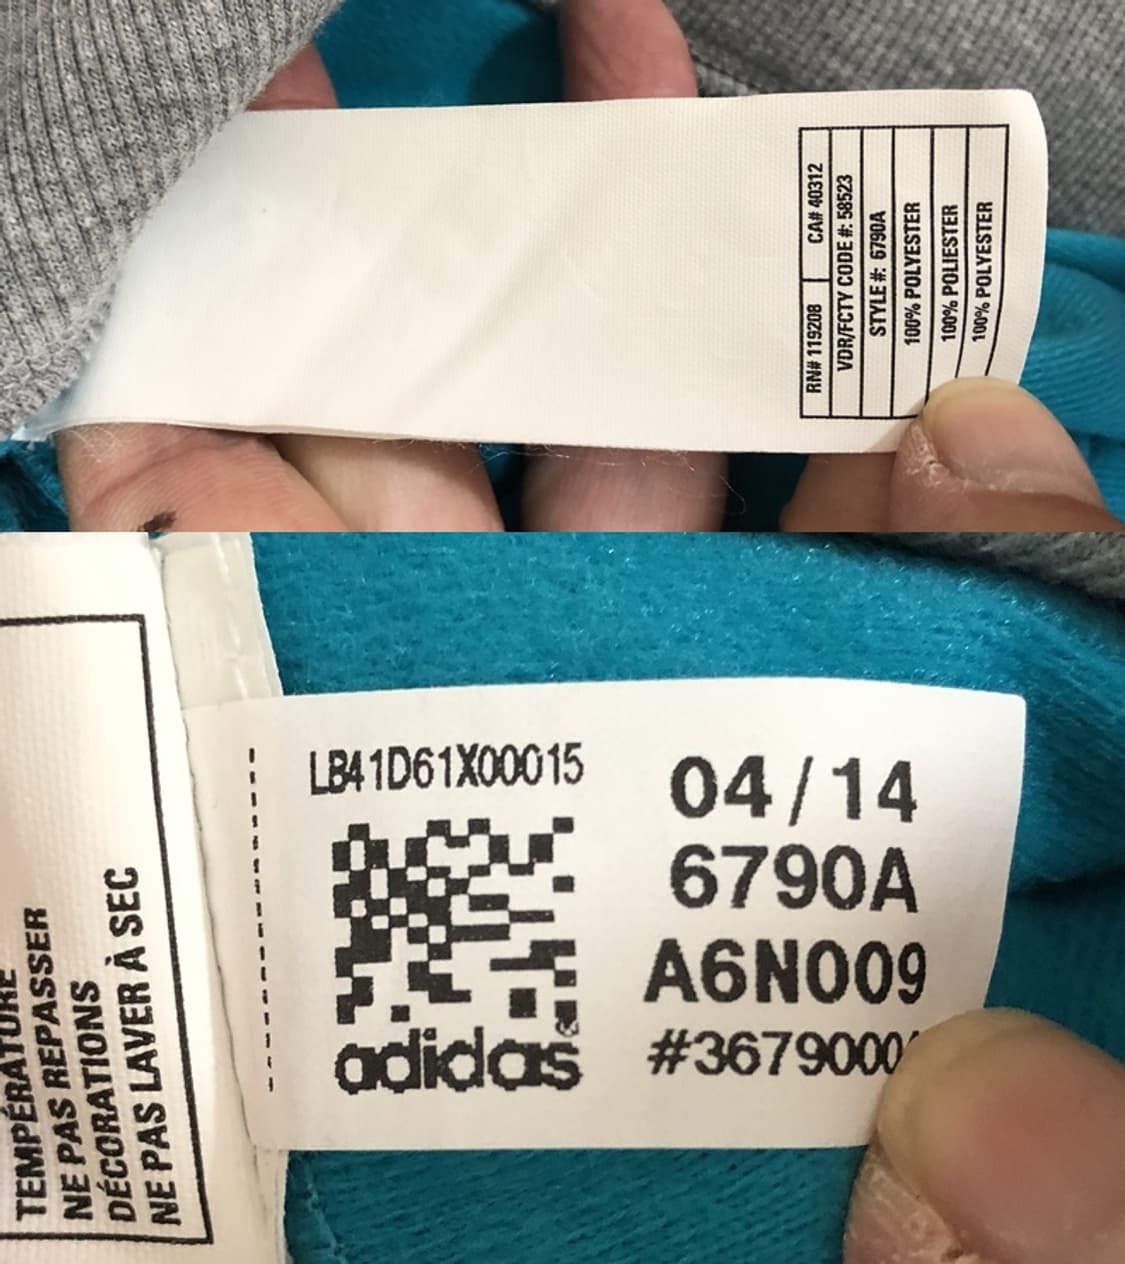 RN# 119208 CA# 40312
VDR/FCTY CODE #: 58523
STYLE #: 6790A
100% POLYESTER
100% POLIESTER
100% POLYESTER
TEMPÉRATURE
NE PAS REPASSER
DÉCORATIONS
NE PAS LAVER À SEC
LB41D61X00015
adidas
04/14
6790A
A6N009
#3679000